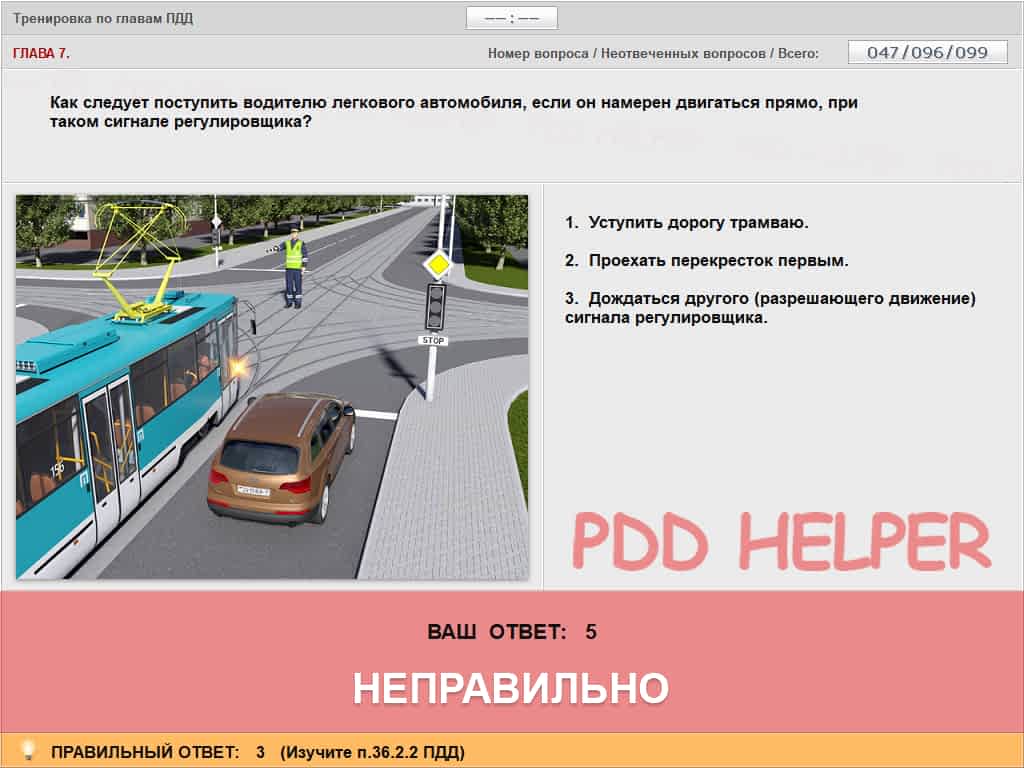 Тренировка по главам ПДД
—— : ——
ГЛАВА 7.
Номер вопроса / Неотвеченных вопросов / Всего:
047/096/099
Как следует поступить водителю легкового автомобиля, если он намерен двигаться прямо, при
таком сигнале регулировщика?
1. Уступить дорогу трамваю.
2. Проехать перекресток первым.
3. Дождаться другого (разрешающего движение)
сигнала регулировщика.
STOP
PDD HELPER
ВАШ ОТВЕТ: 5
НЕПРАВИЛЬНО
ПРАВИЛЬНЫЙ ОТВЕТ: 3 (Изучите п.36.2.2 ПДД)